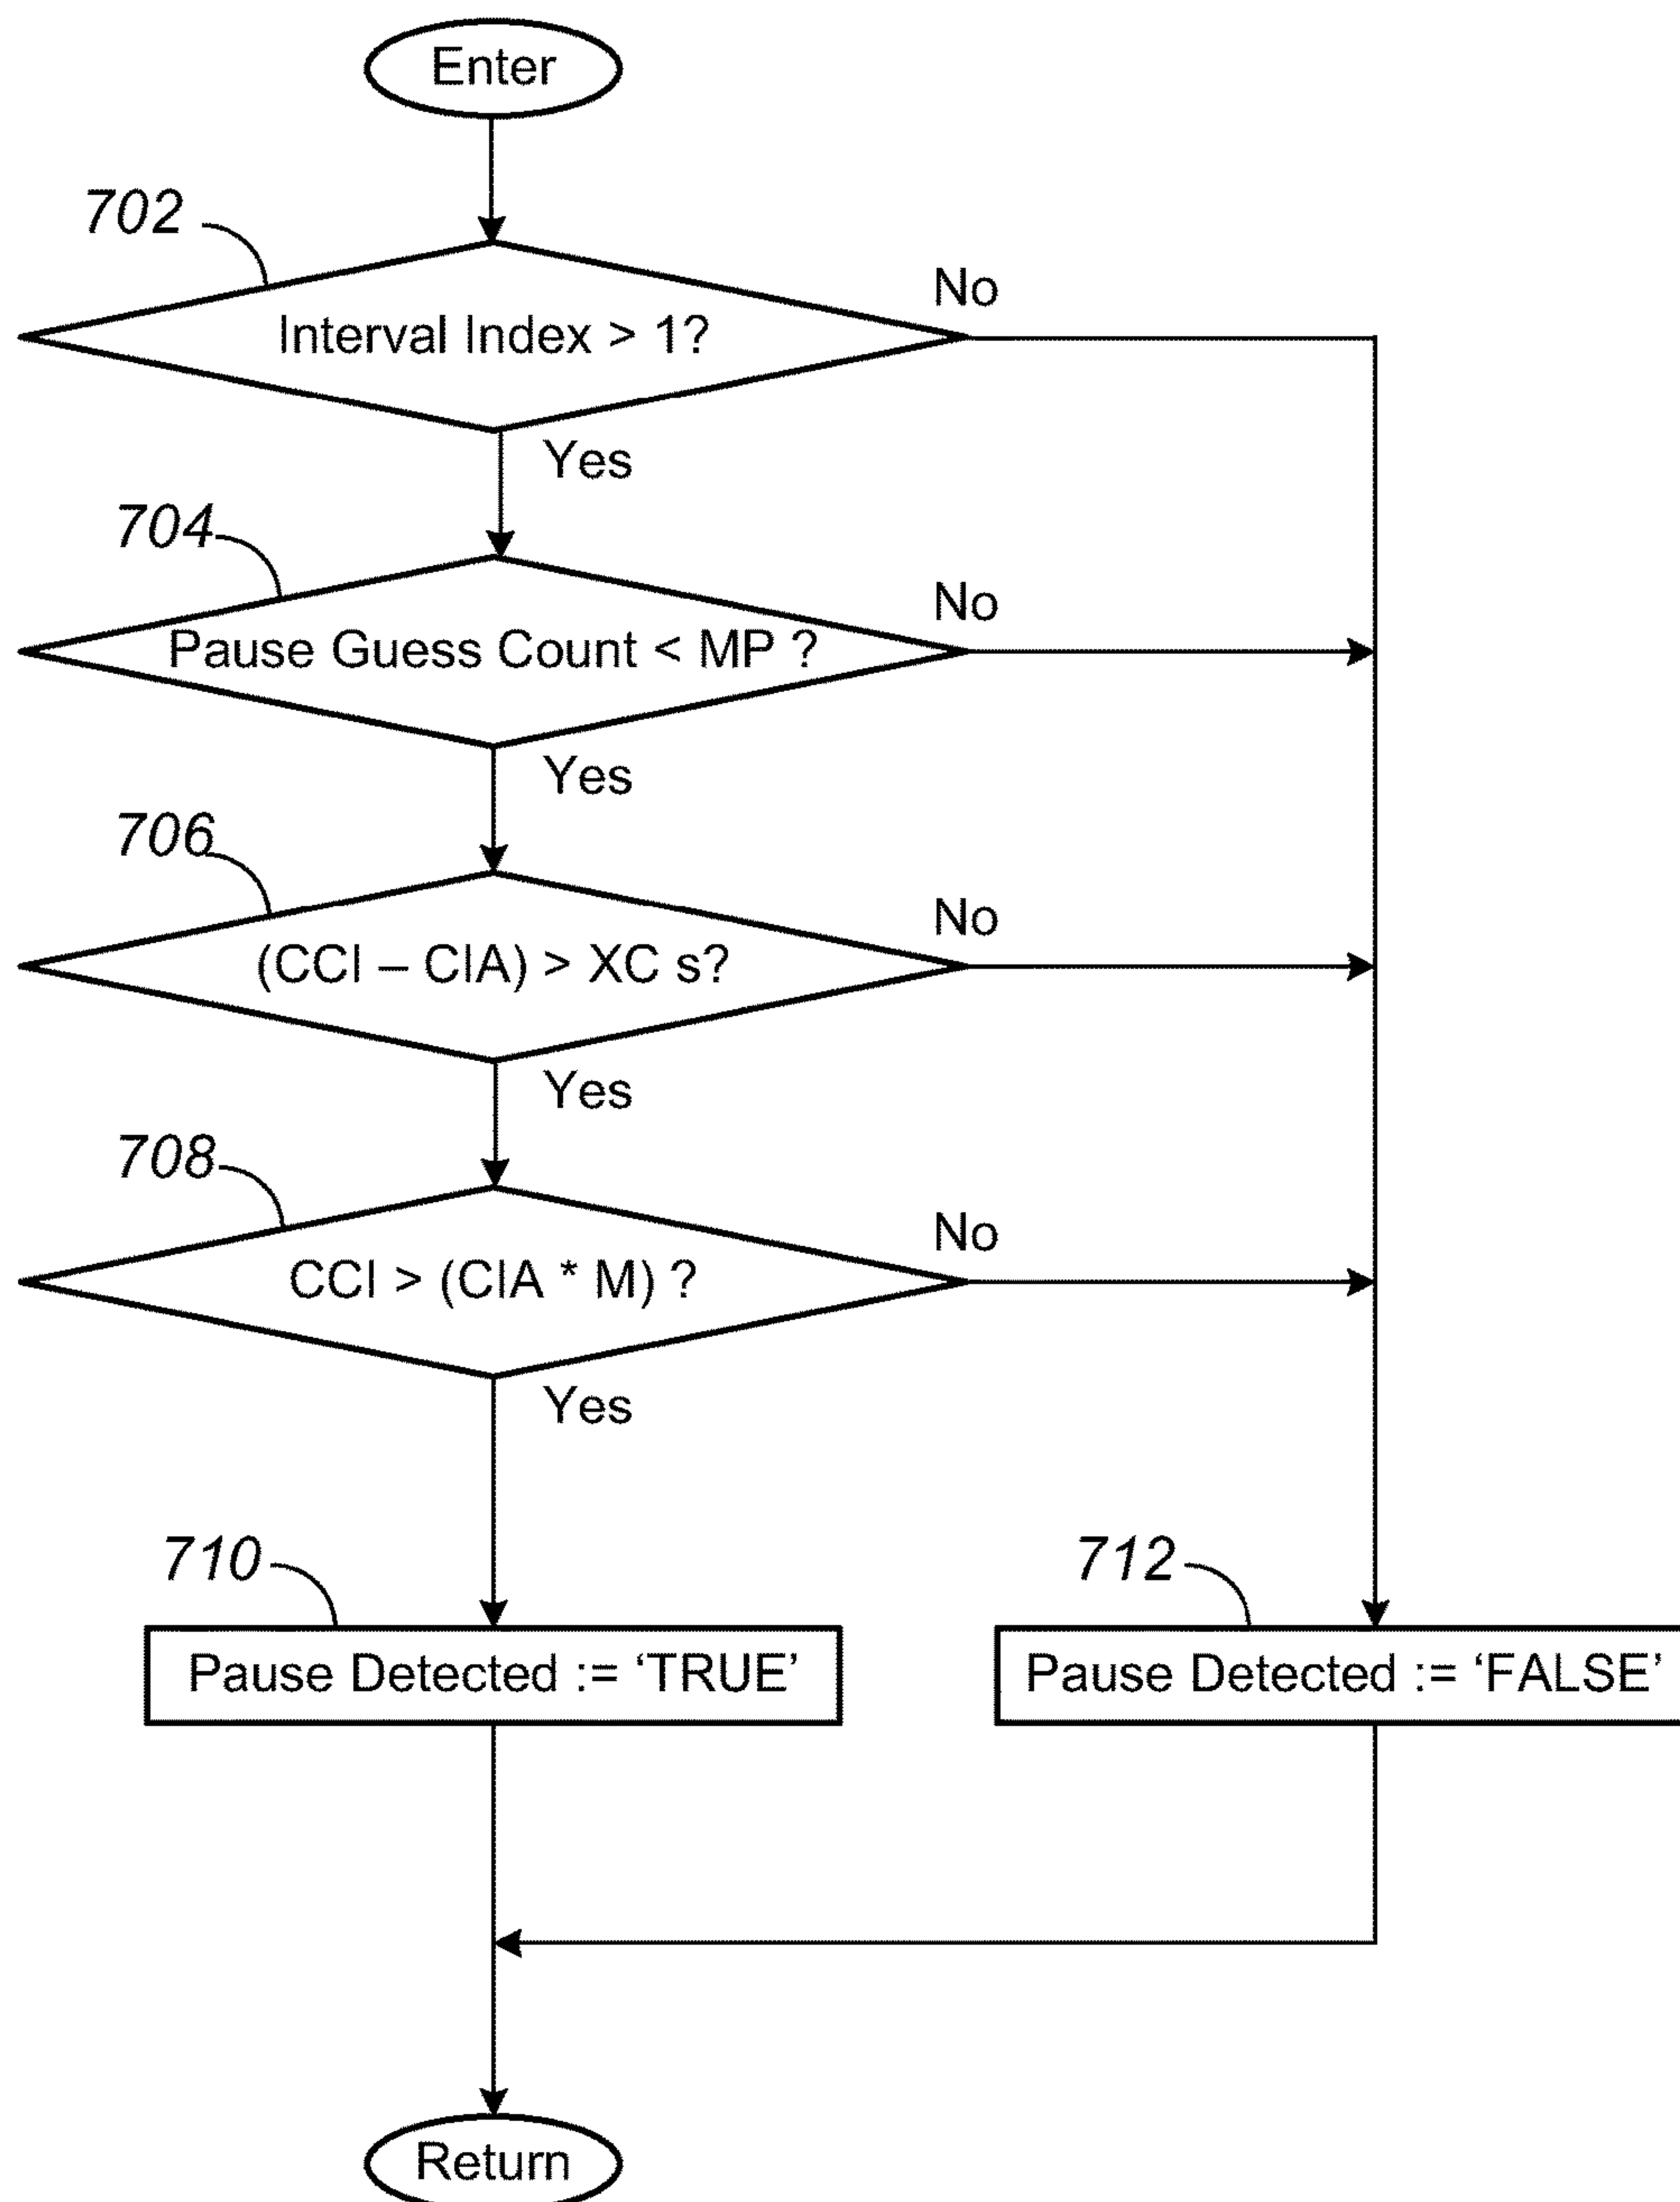 Enter
702
No
Interval Index > 1?
Yes
704
No
Pause Guess Count < MP ?
Yes
706
No
(CCI – CIA) > XC s?
Yes
708
No
CCI > (CIA * M) ?
Yes
710
712
Pause Detected := ‘TRUE’
Pause Detected := ‘FALSE’
Return